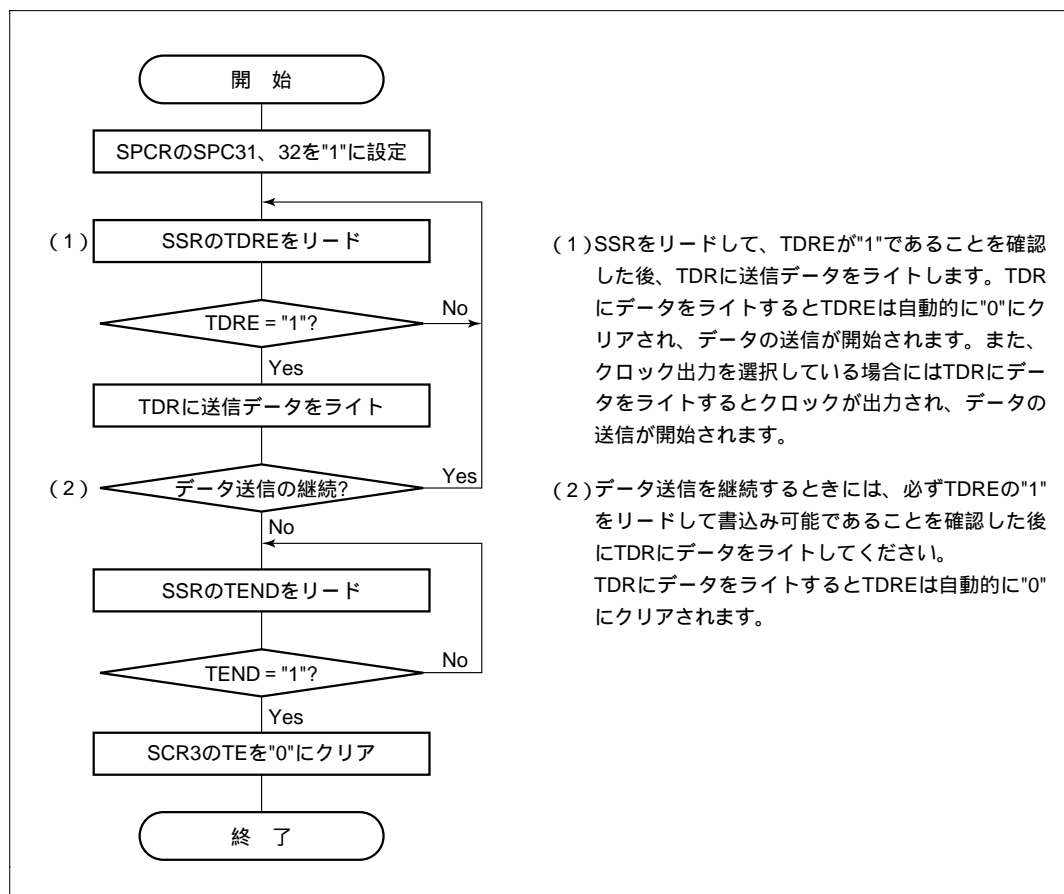 開 始
SPCRのSPC31、32を"1"に設定
(1)
SSRのTDREをリード
TDRE = "1"?
No
Yes
TDRに送信データをライト
(2)
データ送信の継続?
Yes
No
SSRのTENDをリード
TEND = "1"?
No
Yes
SCR3のTEを"0"にクリア
終 了
(1)SSRをリードして、TDREが"1"であることを確認
した後、TDRに送信データをライトします。TDR
にデータをライトするとTDREは自動的に"0"にク
リアされ、データの送信が開始されます。また、
クロック出力を選択している場合にはTDRにデー
タをライトするとクロックが出力され、データの
送信が開始されます。
(2)データ送信を継続するときには、必ずTDREの"1"
をリードして書込み可能であることを確認した後
にTDRにデータをライトしてください。
TDRにデータをライトするとTDREは自動的に"0"
にクリアされます。